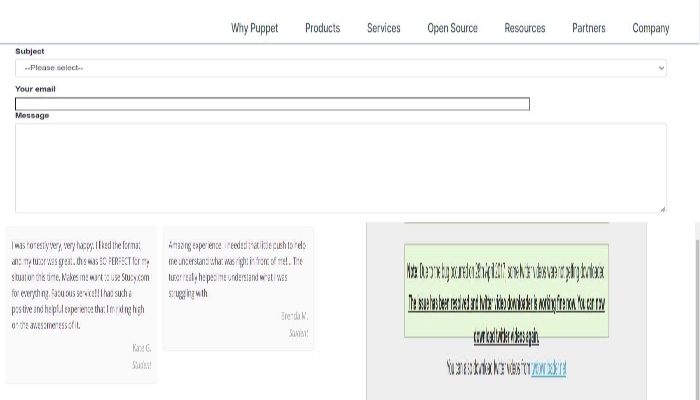 Why Puppet Products Services Open Source Resources Partners Company
Subject
--Please select--
Your email
Message
I was honestly very, very happy. I liked the format,
and my tutor was great...this was SO PERFECT for my
situation this time. Makes me want to use Study.com
for everything. Fabulous service!!! I had such a
positive and helpful experience that I'm riding high
on the awesomeness of it.
Kate G.
Student
Amazing experience. I needed that little push to help
me understand what was right in front of me!.. The
tutor really helped me understand what I was
struggling with.
Brenda M.
Student
Note: Due to the bug occurred on 28th April 2017, some twitter videos were not getting downloaded.
The issue has been resolved and twitter video downloader is working fine now. You can now
download twitter videos again.
You can also download twitter videos from twdownloader.net